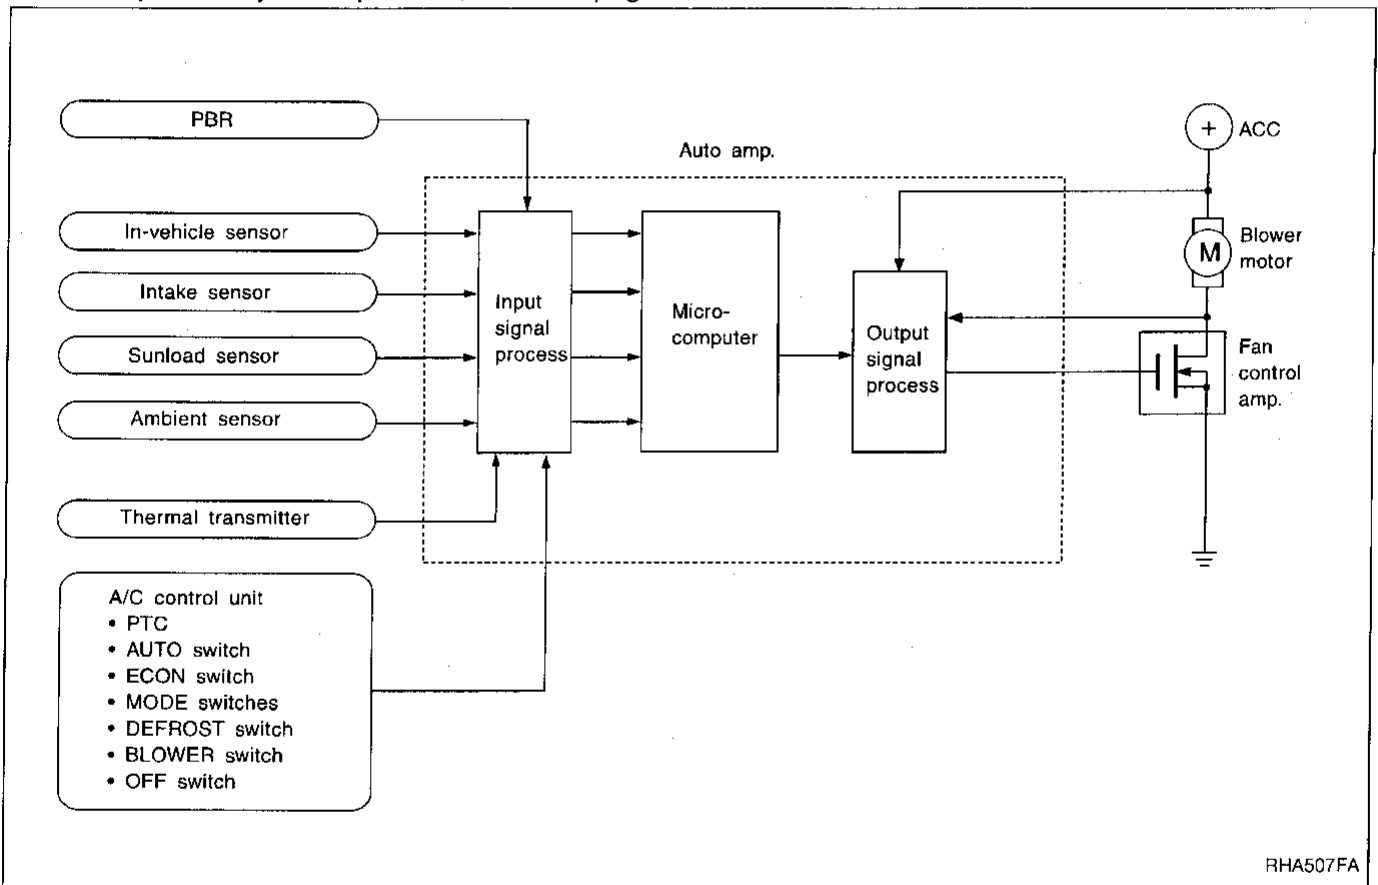 PBR
In-vehicle sensor
Intake sensor
Sunload sensor
Ambient sensor
Thermal transmitter
A/C control unit
• PTC
• AUTO switch
• ECON switch
• MODE switches
• DEFROST switch
• BLOWER switch
• OFF switch
Auto amp.
Input
signal
process
Micro-
computer
Output
signal
process
+
ACC
M
Blower
motor
Fan
control
amp.
RHA507FA